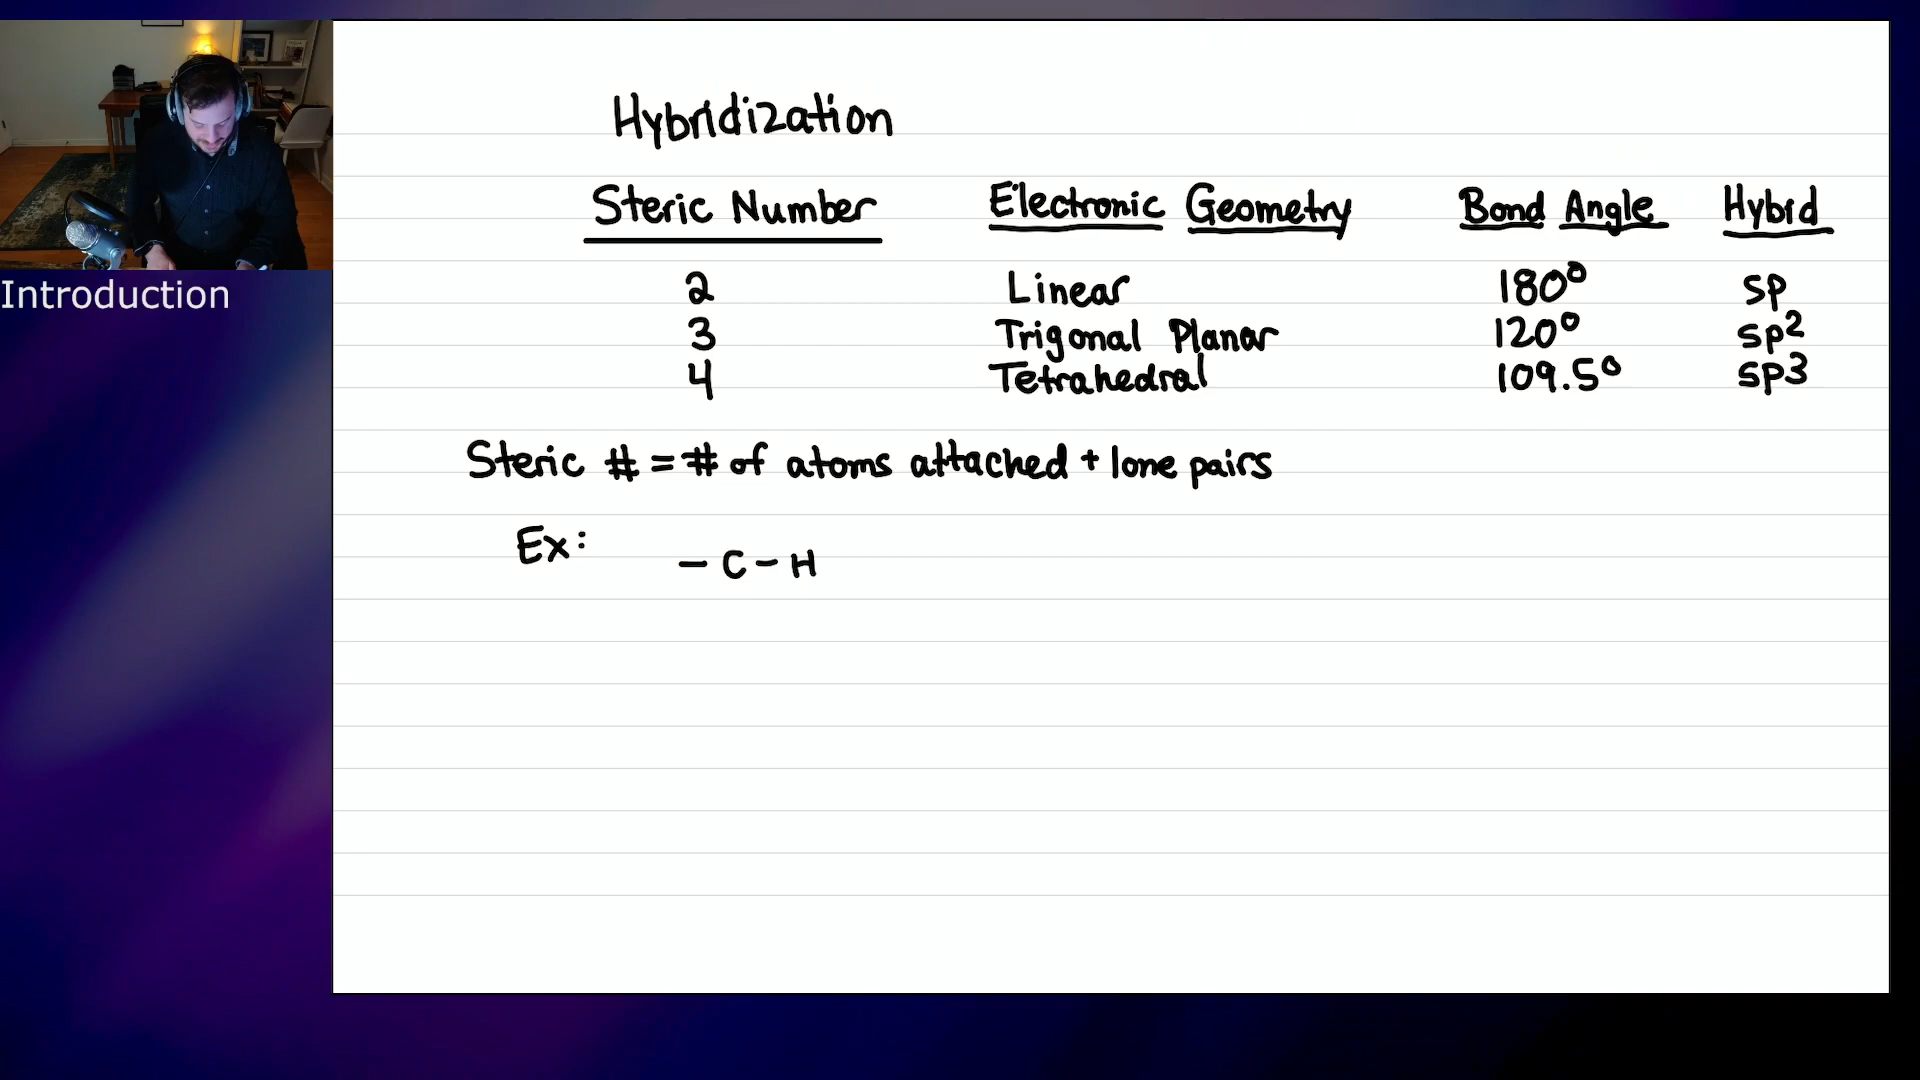 Introduction
Hybridization
Steric Number Electronic Geometry Bond Angle Hybrid
2 Linear 180° sp
3 Trigonal Planar 120° sp2
4 Tetrahedral 109.5° sp3
Steric # = # of atoms attached + lone pairs
Ex: - C - H